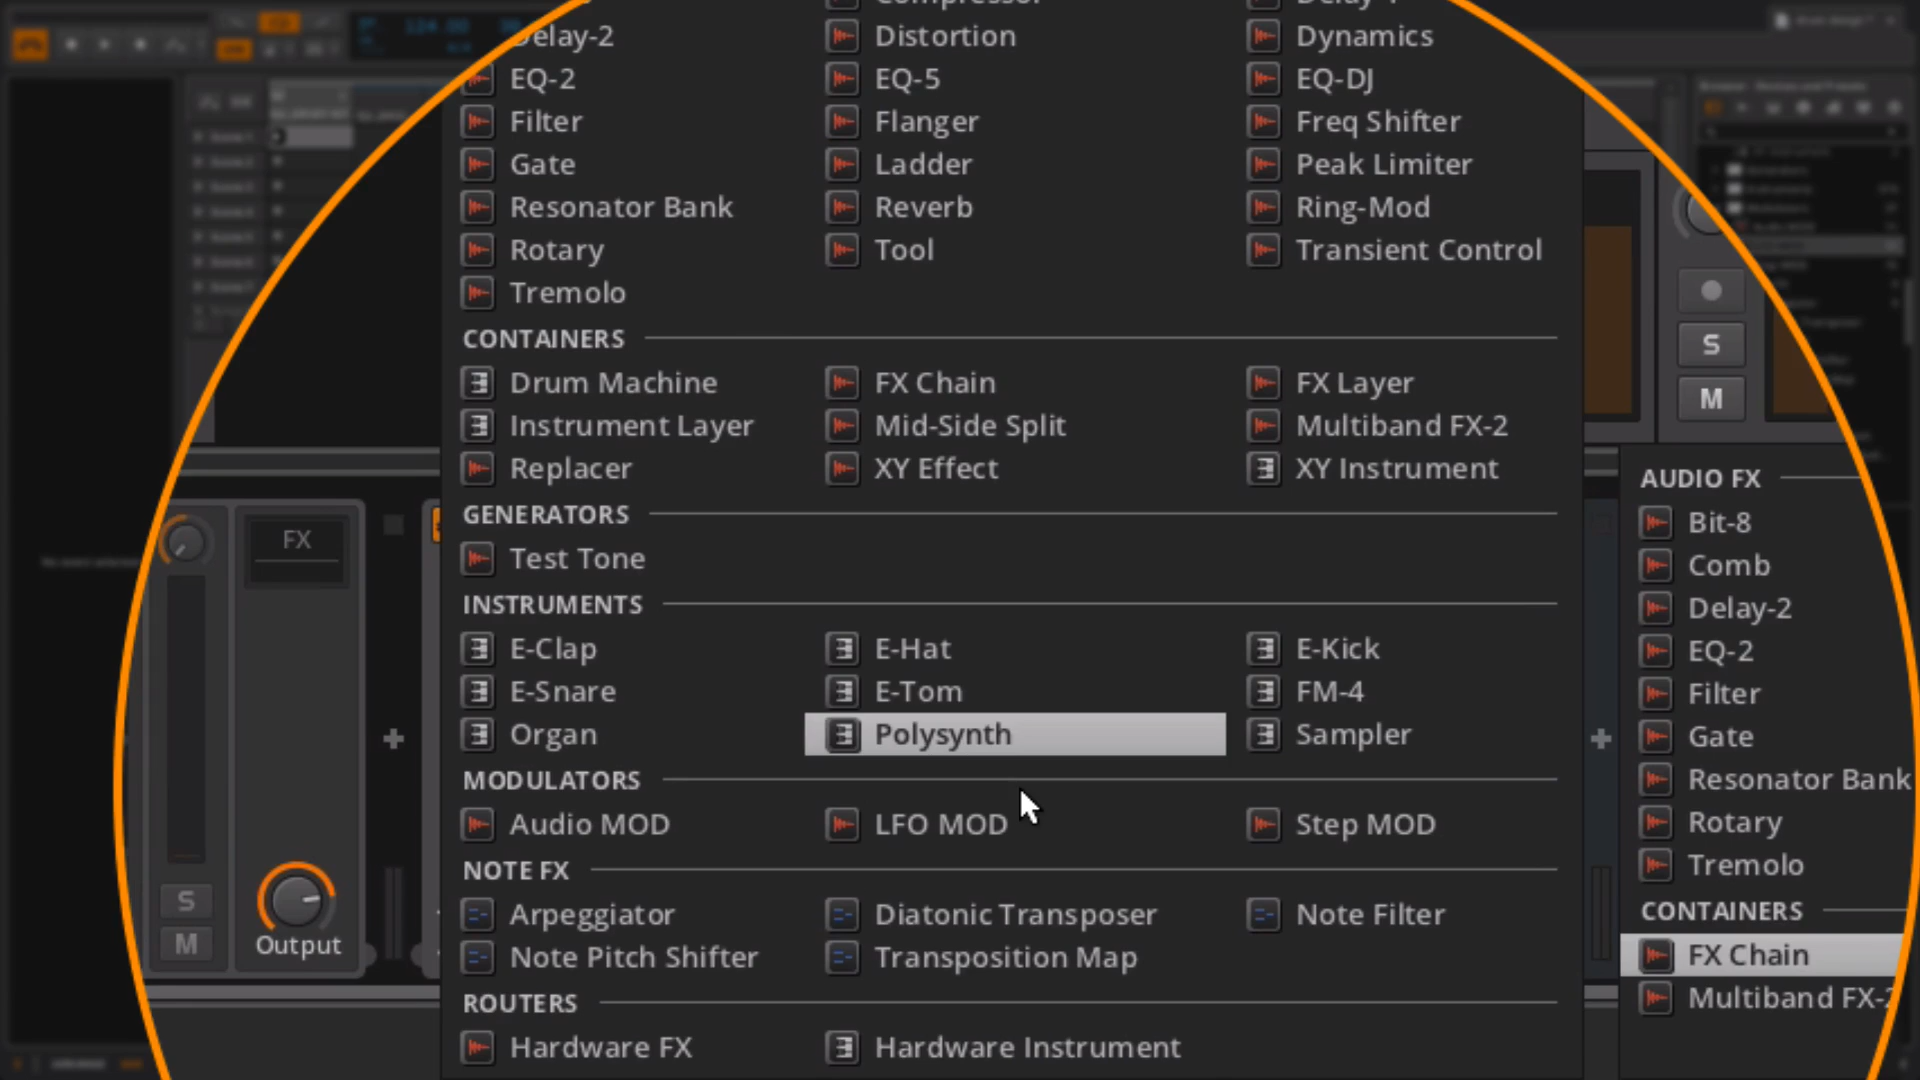 Compressor
Delay-2 Distortion Dynamics
EQ-2 EQ-5 EQ-DJ
Filter Flanger Freq Shifter
Gate Ladder Peak Limiter
Resonator Bank Reverb Ring-Mod
Rotary Tool Transient Control
Tremolo
CONTAINERS
Drum Machine FX Chain FX Layer
Instrument Layer Mid-Side Split Multiband FX-2
Replacer XY Effect XY Instrument
GENERATORS
Test Tone
INSTRUMENTS
E-Clap E-Hat E-Kick
E-Snare E-Tom FM-4
Organ Polysynth Sampler
MODULATORS
Audio MOD LFO MOD Step MOD
NOTE FX
Arpeggiator Diatonic Transposer Note Filter
Note Pitch Shifter Transposition Map
ROUTERS
Hardware FX Hardware Instrument
FX
S
M
Output
S
M
AUDIO FX
Bit-8
Comb
Delay-2
EQ-2
Filter
Gate
Resonator Bank
Rotary
Tremolo
CONTAINERS
FX Chain
Multiband FX-2